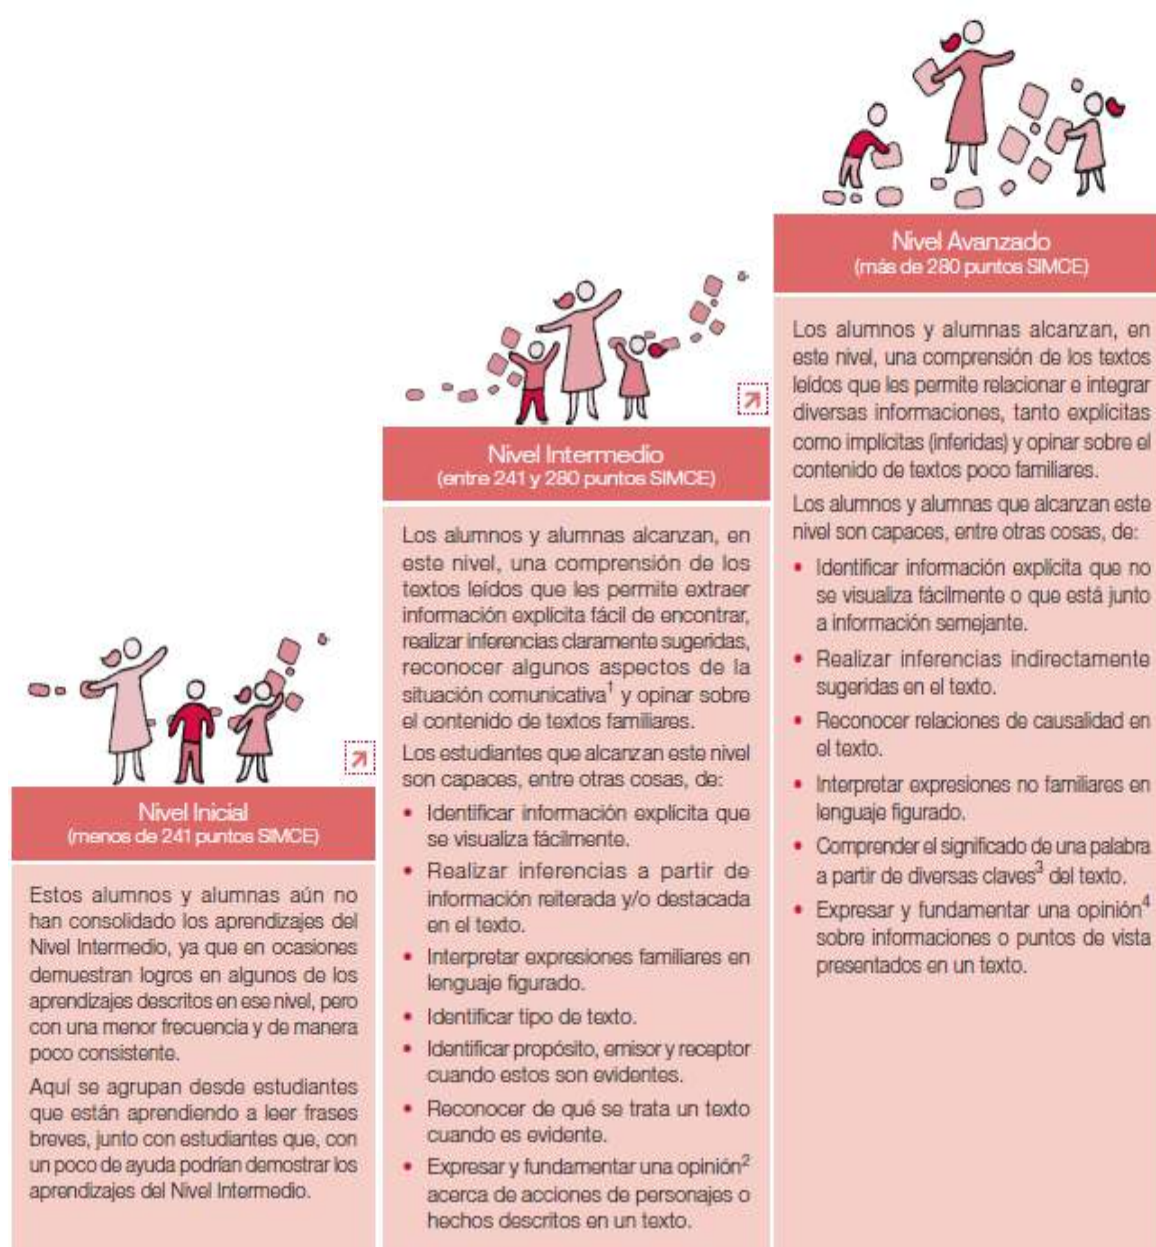 Nivel Inicial
(menos de 241 puntos SIMCE)
Estos alumnos y alumnas aún no
han consolidado los aprendizajes del
Nivel Intermedio, ya que en ocasiones
demuestran logros en algunos de los
aprendizajes descritos en ese nivel, pero
con una menor frecuencia y de manera
poco consistente.
Aquí se agrupan desde estudiantes
que están aprendiendo a leer frases
breves, junto con estudiantes que, con
un poco de ayuda podrían demostrar los
aprendizajes del Nivel Intermedio.
Nivel Intermedio
(entre 241 y 280 puntos SIMCE)
Los alumnos y alumnas alcanzan, en
este nivel, una comprensión de los
textos leídos que les permite extraer
información explícita fácil de encontrar,
realizar inferencias claramente sugeridas,
reconocer algunos aspectos de la
situación comunicativa¹ y opinar sobre
el contenido de textos familiares.
Los estudiantes que alcanzan este nivel
son capaces, entre otras cosas, de:
• Identificar información explícita que
se visualiza fácilmente.
• Realizar inferencias a partir de
información reiterada y/o destacada
en el texto.
• Interpretar expresiones familiares en
lenguaje figurado.
• Identificar tipo de texto.
• Identificar propósito, emisor y receptor
cuando estos son evidentes.
• Reconocer de qué se trata un texto
cuando es evidente.
• Expresar y fundamentar una opinión²
acerca de acciones de personajes o
hechos descritos en un texto.
Nivel Avanzado
(más de 280 puntos SIMCE)
Los alumnos y alumnas alcanzan, en
este nivel, una comprensión de los textos
leídos que les permite relacionar e integrar
diversas informaciones, tanto explícitas
como implícitas (inferidas) y opinar sobre el
contenido de textos poco familiares.
Los alumnos y alumnas que alcanzan este
nivel son capaces, entre otras cosas, de:
• Identificar información explícita que no
se visualiza fácilmente o que está junto
a información semejante.
• Realizar inferencias indirectamente
sugeridas en el texto.
• Reconocer relaciones de causalidad en
el texto.
• Interpretar expresiones no familiares en
lenguaje figurado.
• Comprender el significado de una palabra
a partir de diversas claves³ del texto.
• Expresar y fundamentar una opinión⁴
sobre informaciones o puntos de vista
presentados en un texto.